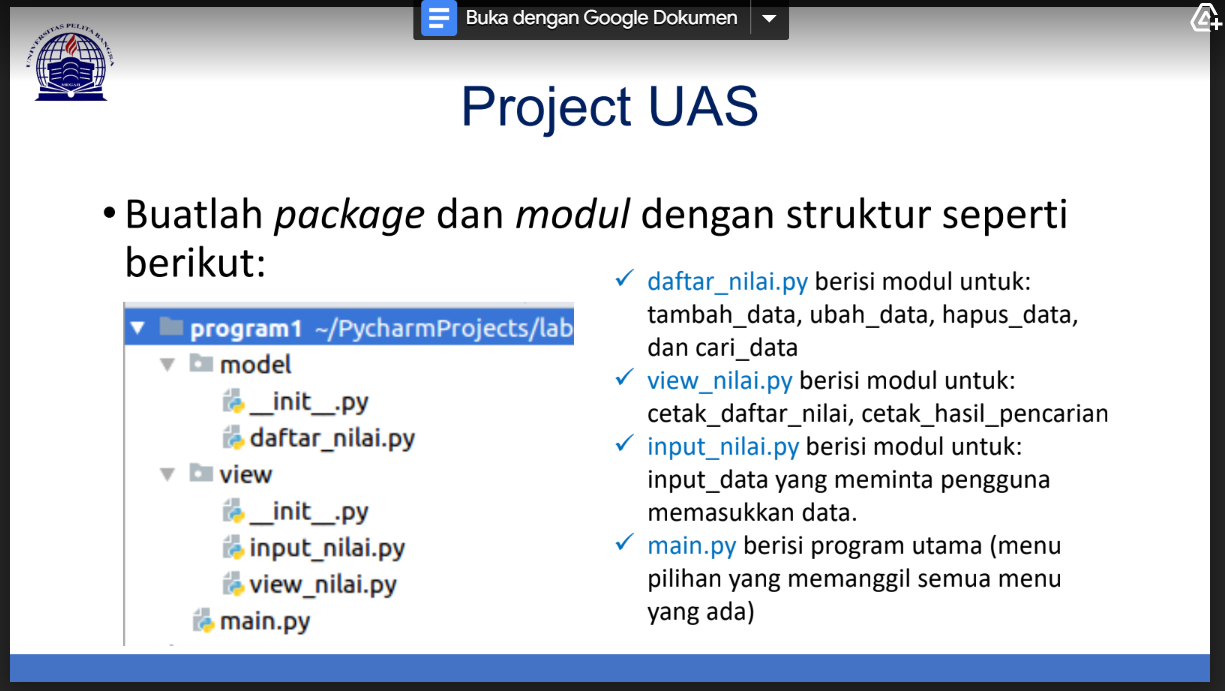 Buka dengan Google Dokumen
UNIVERSITAS PELITA BANGSA
Project UAS
• Buatlah package dan modul dengan struktur seperti
berikut:
program1 ~/PycharmProjects/lab
model
__init__.py
daftar_nilai.py
view
__init__.py
input_nilai.py
view_nilai.py
main.py
✓ daftar_nilai.py berisi modul untuk:
tambah_data, ubah_data, hapus_data,
dan cari_data
✓ view_nilai.py berisi modul untuk:
cetak_daftar_nilai, cetak_hasil_pencarian
✓ input_nilai.py berisi modul untuk:
input_data yang meminta pengguna
memasukkan data.
✓ main.py berisi program utama (menu
pilihan yang memanggil semua menu
yang ada)